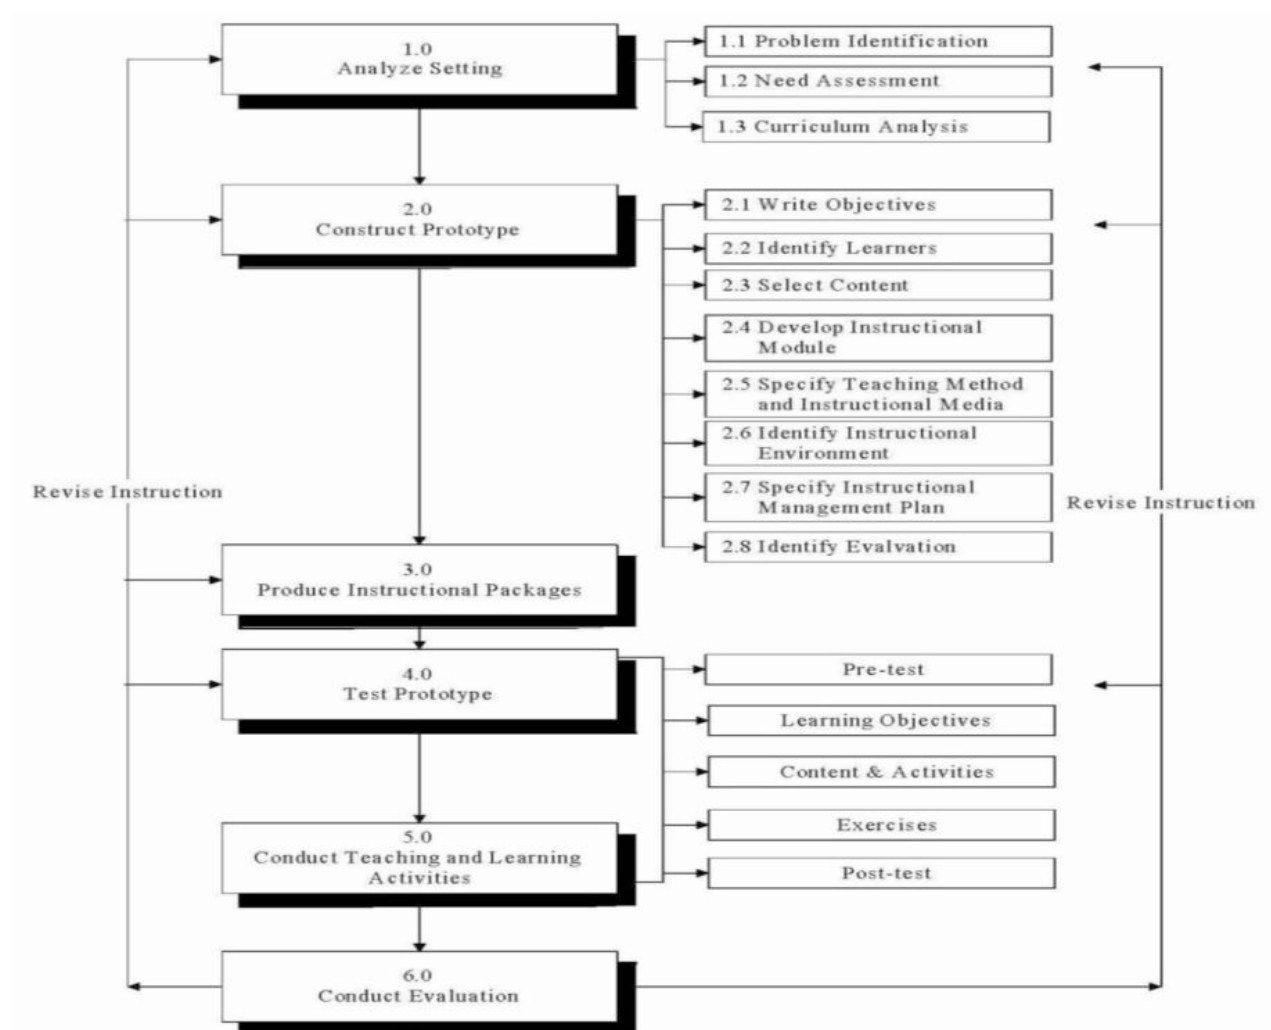 1.0
Analyze Setting
1.1 Problem Identification
1.2 Need Assessment
1.3 Curriculum Analysis
2.0
Construct Prototype
2.1 Write Objectives
2.2 Identify Learners
2.3 Select Content
2.4 Develop Instructional
Module
2.5 Specify Teaching Method
and Instructional Media
2.6 Identify Instructional
Environment
2.7 Specify Instructional
Management Plan
2.8 Identify Evalvation
Revise Instruction
Revise Instruction
3.0
Produce Instructional Packages
4.0
Test Prototype
Pre-test
Learning Objectives
Content & Activities
Exercises
Post-test
5.0
Conduct Teaching and Learning
Activities
6.0
Conduct Evaluation